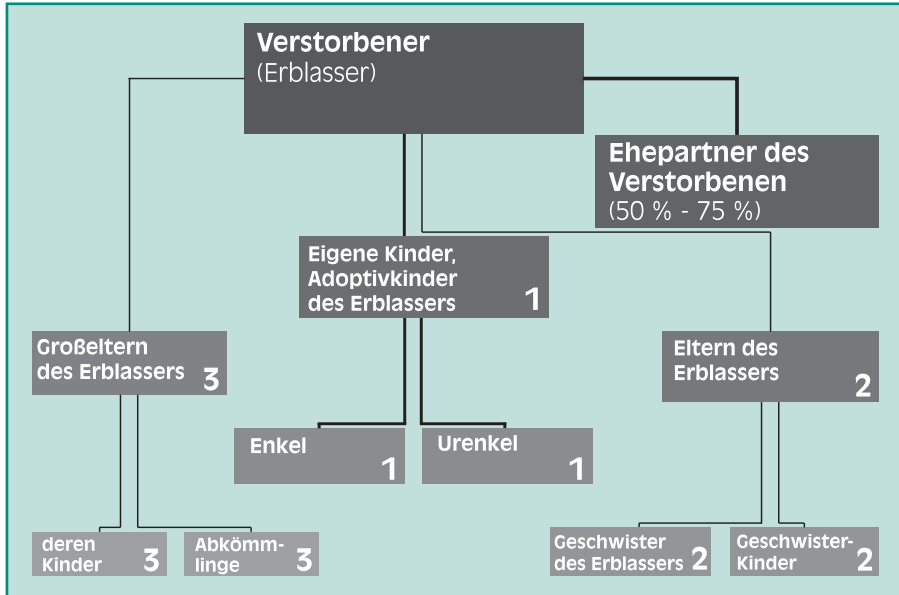 Verstorbener
(Erblasser)
Ehepartner des
Verstorbenen
(50 % - 75 %)
Eigene Kinder,
Adoptivkinder
des Erblassers 1
Großeltern
des Erblassers 3
Eltern des
Erblassers 2
Enkel 1
Urenkel 1
deren
Kinder 3
Abkömm-
linge 3
Geschwister
des Erblassers 2
Geschwister-
Kinder 2